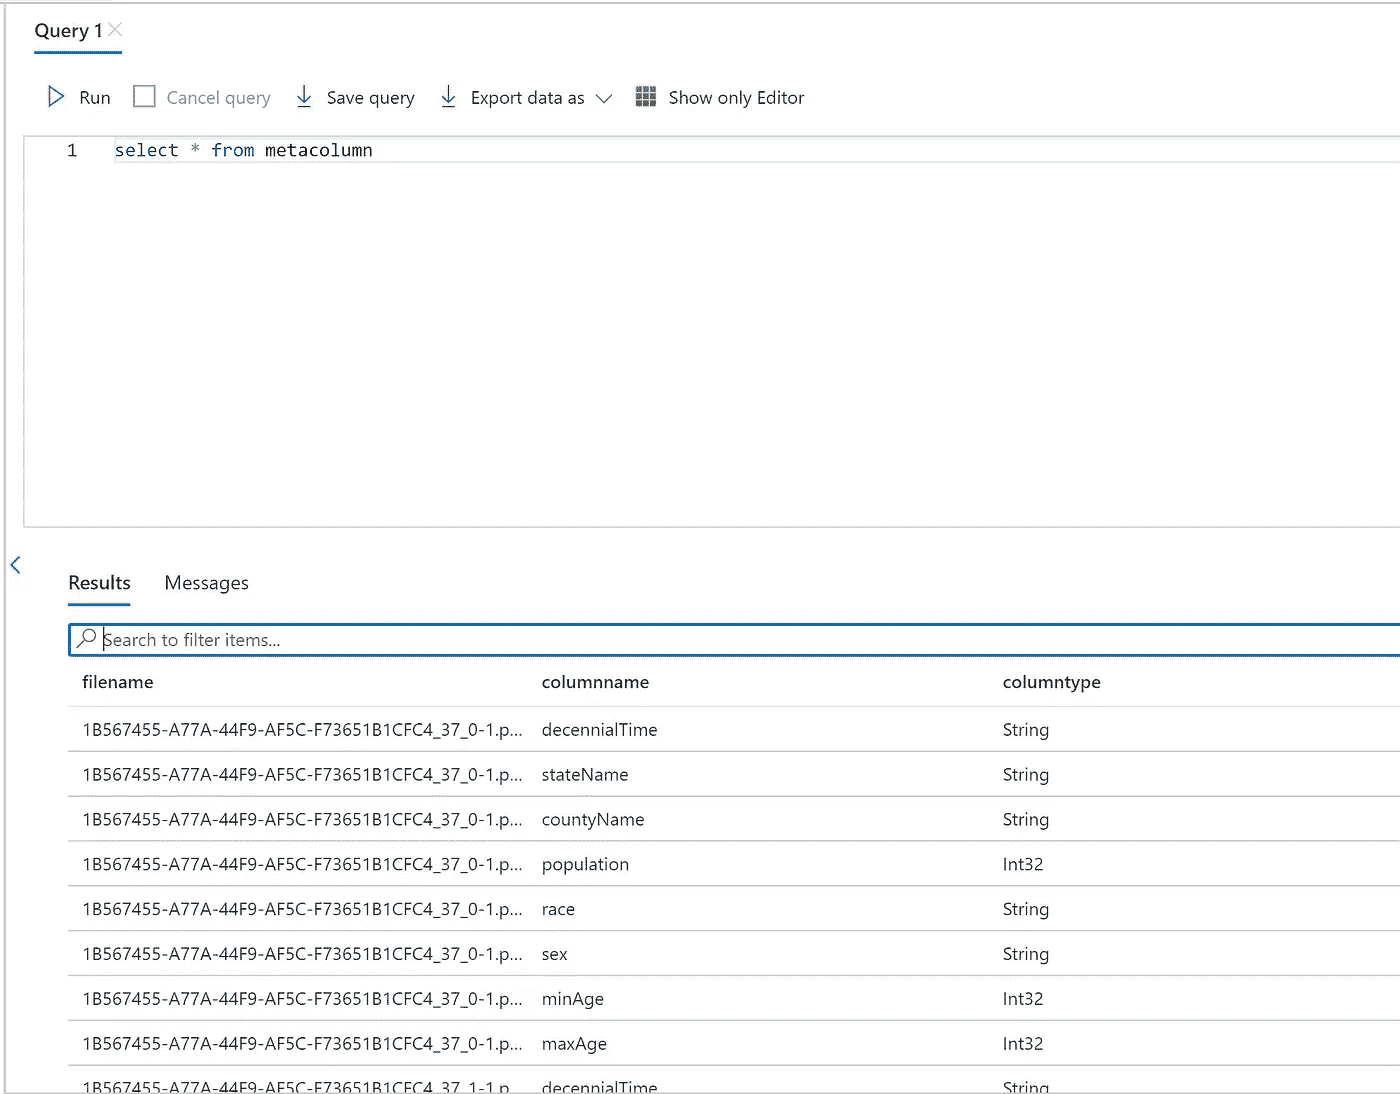 Query 1
Run Cancel query Save query Export data as Show only Editor
1 select * from metacolumn
Results Messages
Search to filter items...
filename columnname columntype
1B567455-A77A-44F9-AF5C-F73651B1CFC4_37_0-1.p... decennialTime String
1B567455-A77A-44F9-AF5C-F73651B1CFC4_37_0-1.p... stateName String
1B567455-A77A-44F9-AF5C-F73651B1CFC4_37_0-1.p... countyName String
1B567455-A77A-44F9-AF5C-F73651B1CFC4_37_0-1.p... population Int32
1B567455-A77A-44F9-AF5C-F73651B1CFC4_37_0-1.p... race String
1B567455-A77A-44F9-AF5C-F73651B1CFC4_37_0-1.p... sex String
1B567455-A77A-44F9-AF5C-F73651B1CFC4_37_0-1.p... minAge Int32
1B567455-A77A-44F9-AF5C-F73651B1CFC4_37_0-1.p... maxAge Int32
1B567455-A77A-44F9-AF5C-F73651B1CFC4_37_1-1.p... decennialTime String